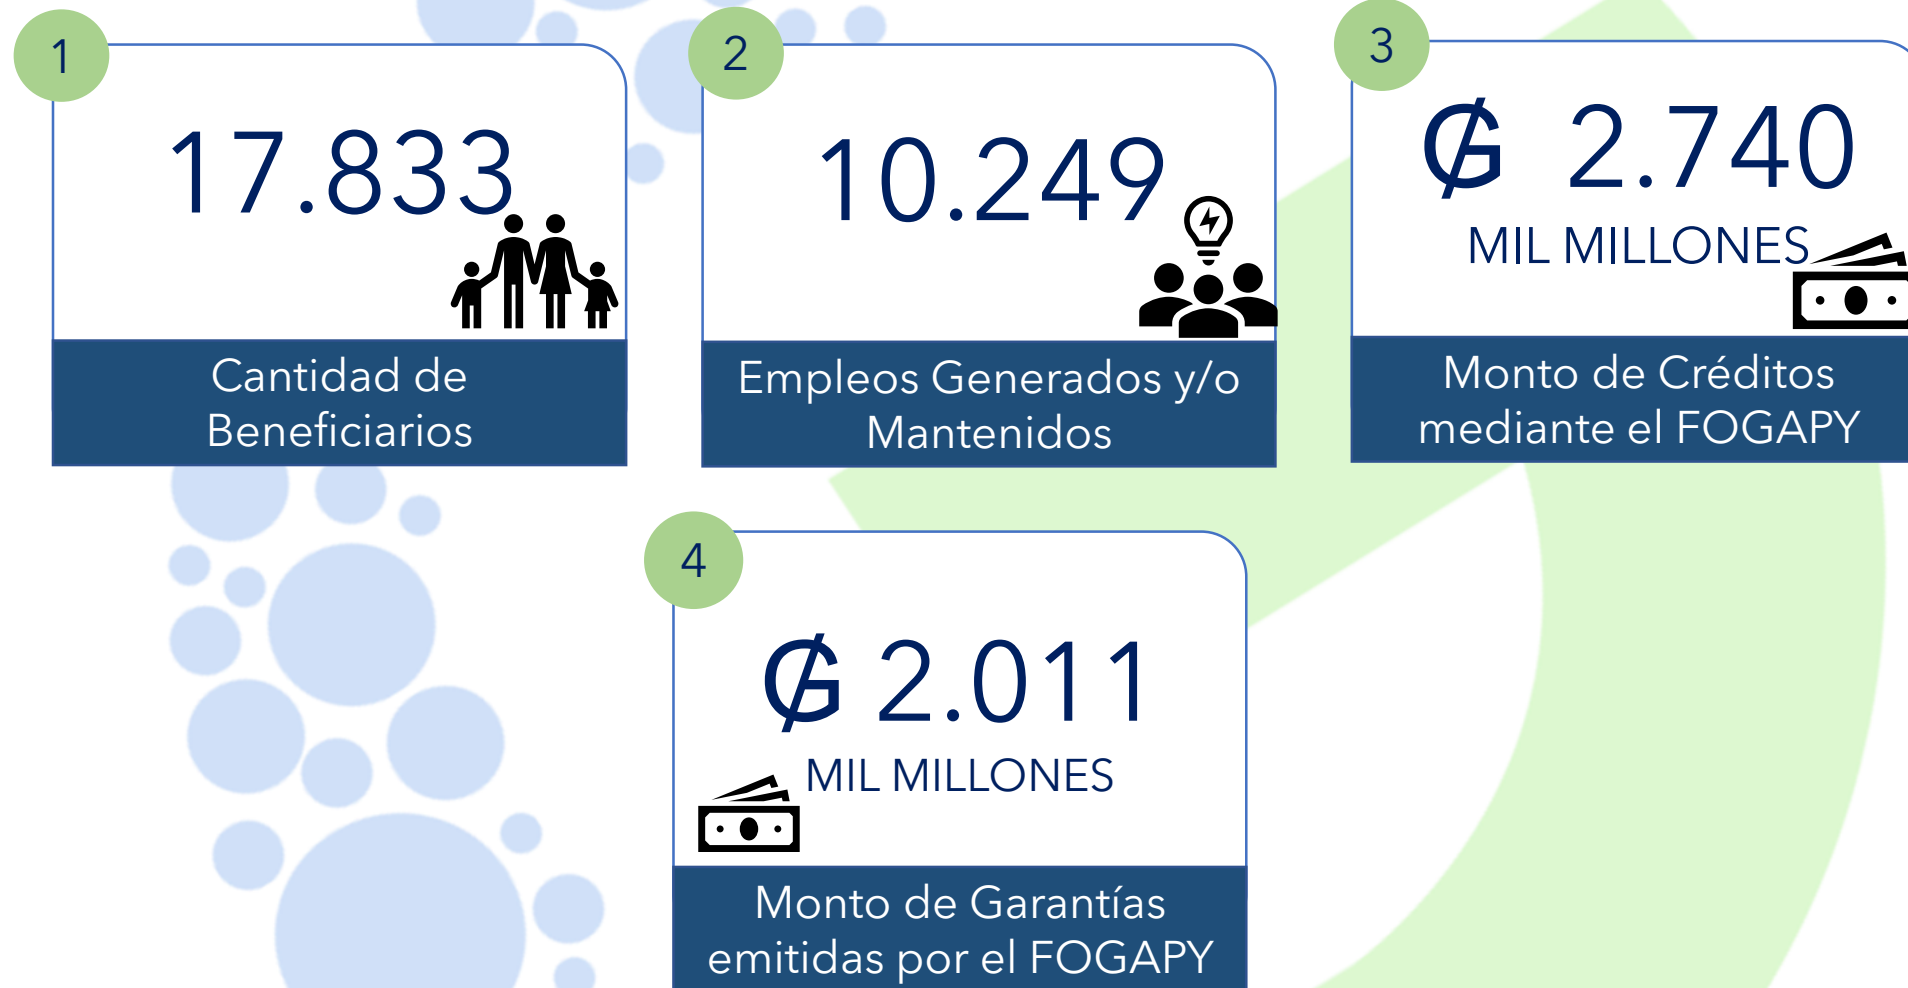 1
17.833
Cantidad de
Beneficiarios
2
10.249
Empleos Generados y/o
Mantenidos
3
₲ 2.740
MIL MILLONES
Monto de Créditos
mediante el FOGAPY
4
₲ 2.011
MIL MILLONES
Monto de Garantías
emitidas por el FOGAPY